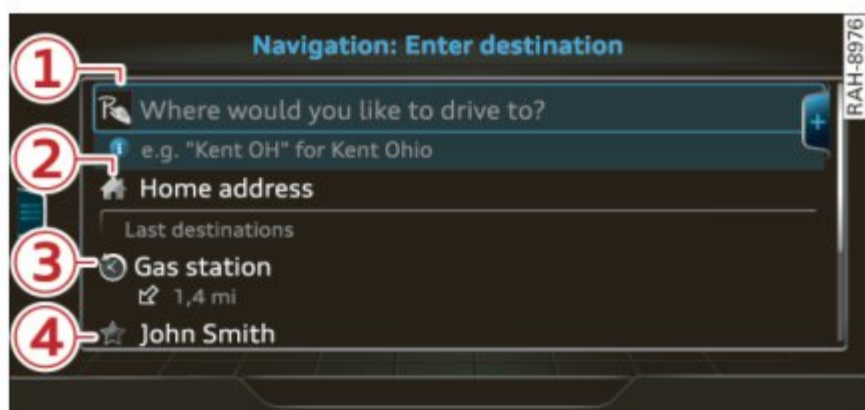 Navigation: Enter destination
RAH-8976
1
Where would you like to drive to?
+
2
e.g. "Kent OH" for Kent Ohio
Home address
Last destinations
3
Gas station
1,4 mi
4
John Smith